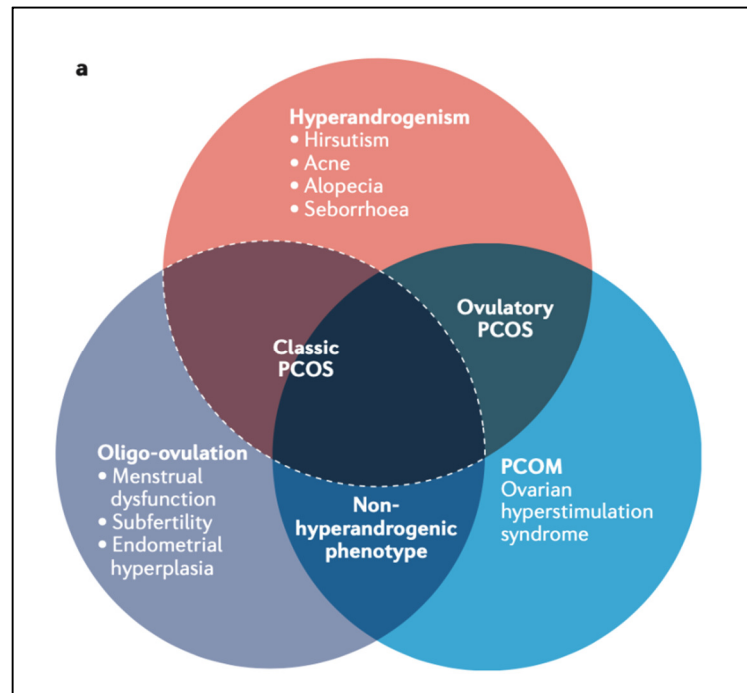 a
Hyperandrogenism
• Hirsutism
• Acne
• Alopecia
• Seborrhoea
Ovulatory
PCOS
Classic
PCOS
Oligo-ovulation
• Menstrual
dysfunction
• Subfertility
• Endometrial
hyperplasia
Non-
hyperandrogenic
phenotype
PCOM
Ovarian
hyperstimulation
syndrome